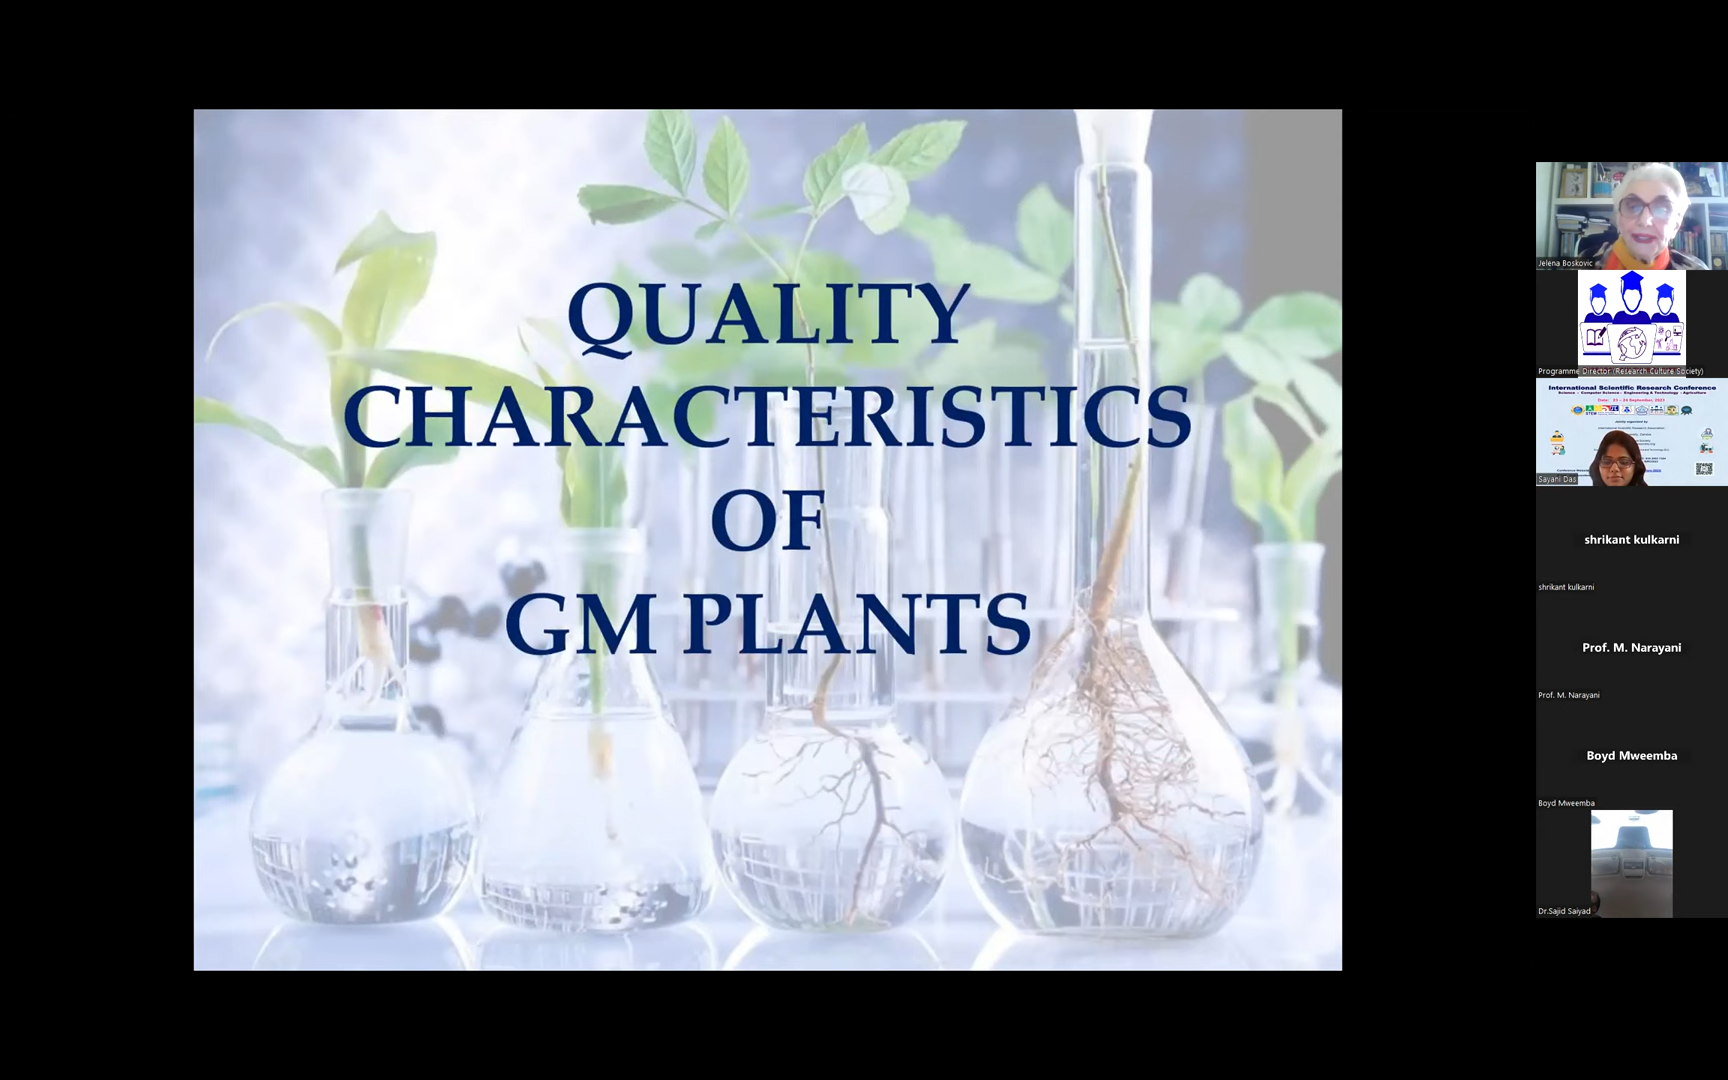 QUALITY
CHARACTERISTICS
OF
GM PLANTS
Jelena Boskovic
Programme Director (Research Culture Society)
International Scientific Research Conference
Sayani Das
shrikant kulkarni
shrikant kulkarni
Prof. M. Narayani
Prof. M. Narayani
Boyd Mweemba
Boyd Mweemba
Dr.Sajid Saiyad